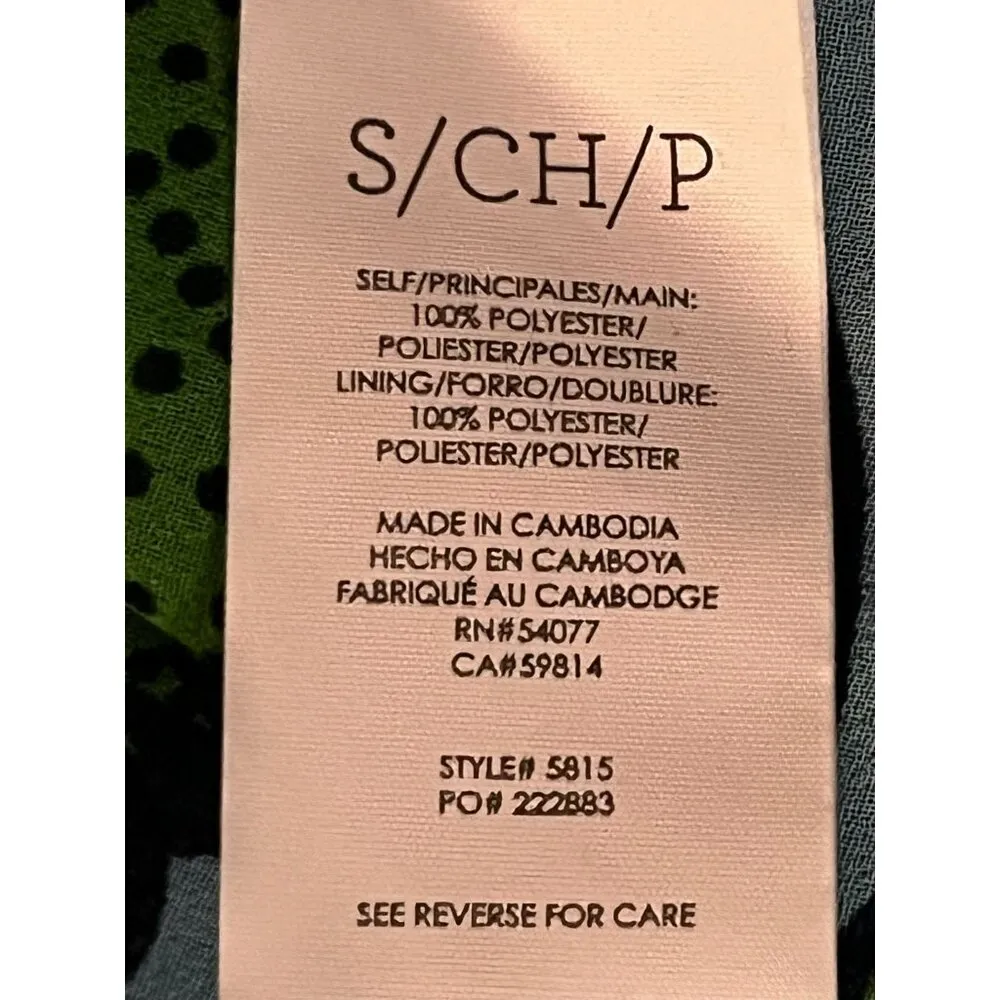 S/CH/P
SELF/PRINCIPALES/MAIN:
100% POLYESTER/
POLIESTER/POLYESTER
LINING/FORRO/DOUBLURE:
100% POLYESTER/
POLIESTER/POLYESTER
MADE IN CAMBODIA
HECHO EN CAMBOYA
FABRIQUÉ AU CAMBODGE
RN#54077
CA#59814
STYLE# 5815
PO# 222883
SEE REVERSE FOR CARE